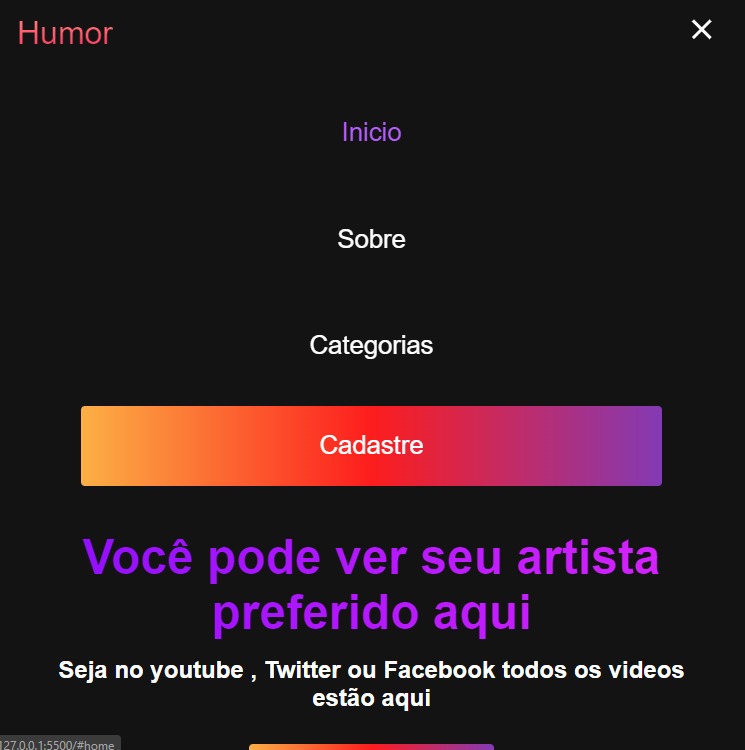 Humor
Inicio
Sobre
Categorias
Cadastre
Você pode ver seu artista
preferido aqui
Seja no youtube , Twitter ou Facebook todos os videos
estão aqui
127.0.0.1:5500/#home